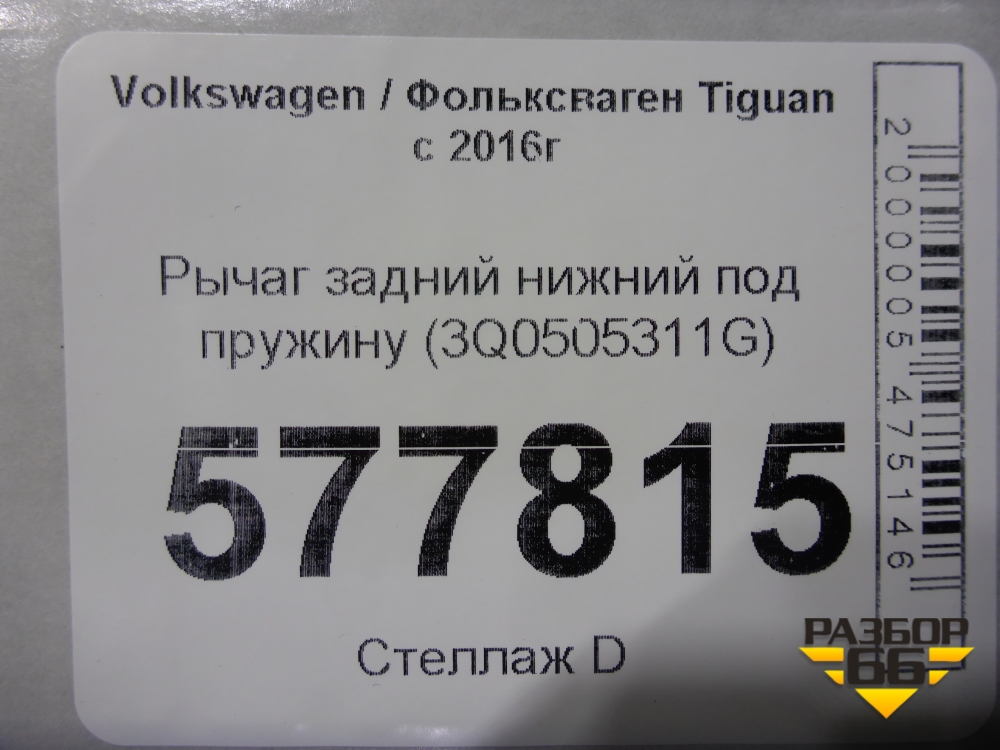 Volkswagen / Фольксваген Tiguan
с 2016г
Рычаг задний нижний под
пружину (3Q0505311G)
577815
Стеллаж D
2000005475146
РАЗБОР
66